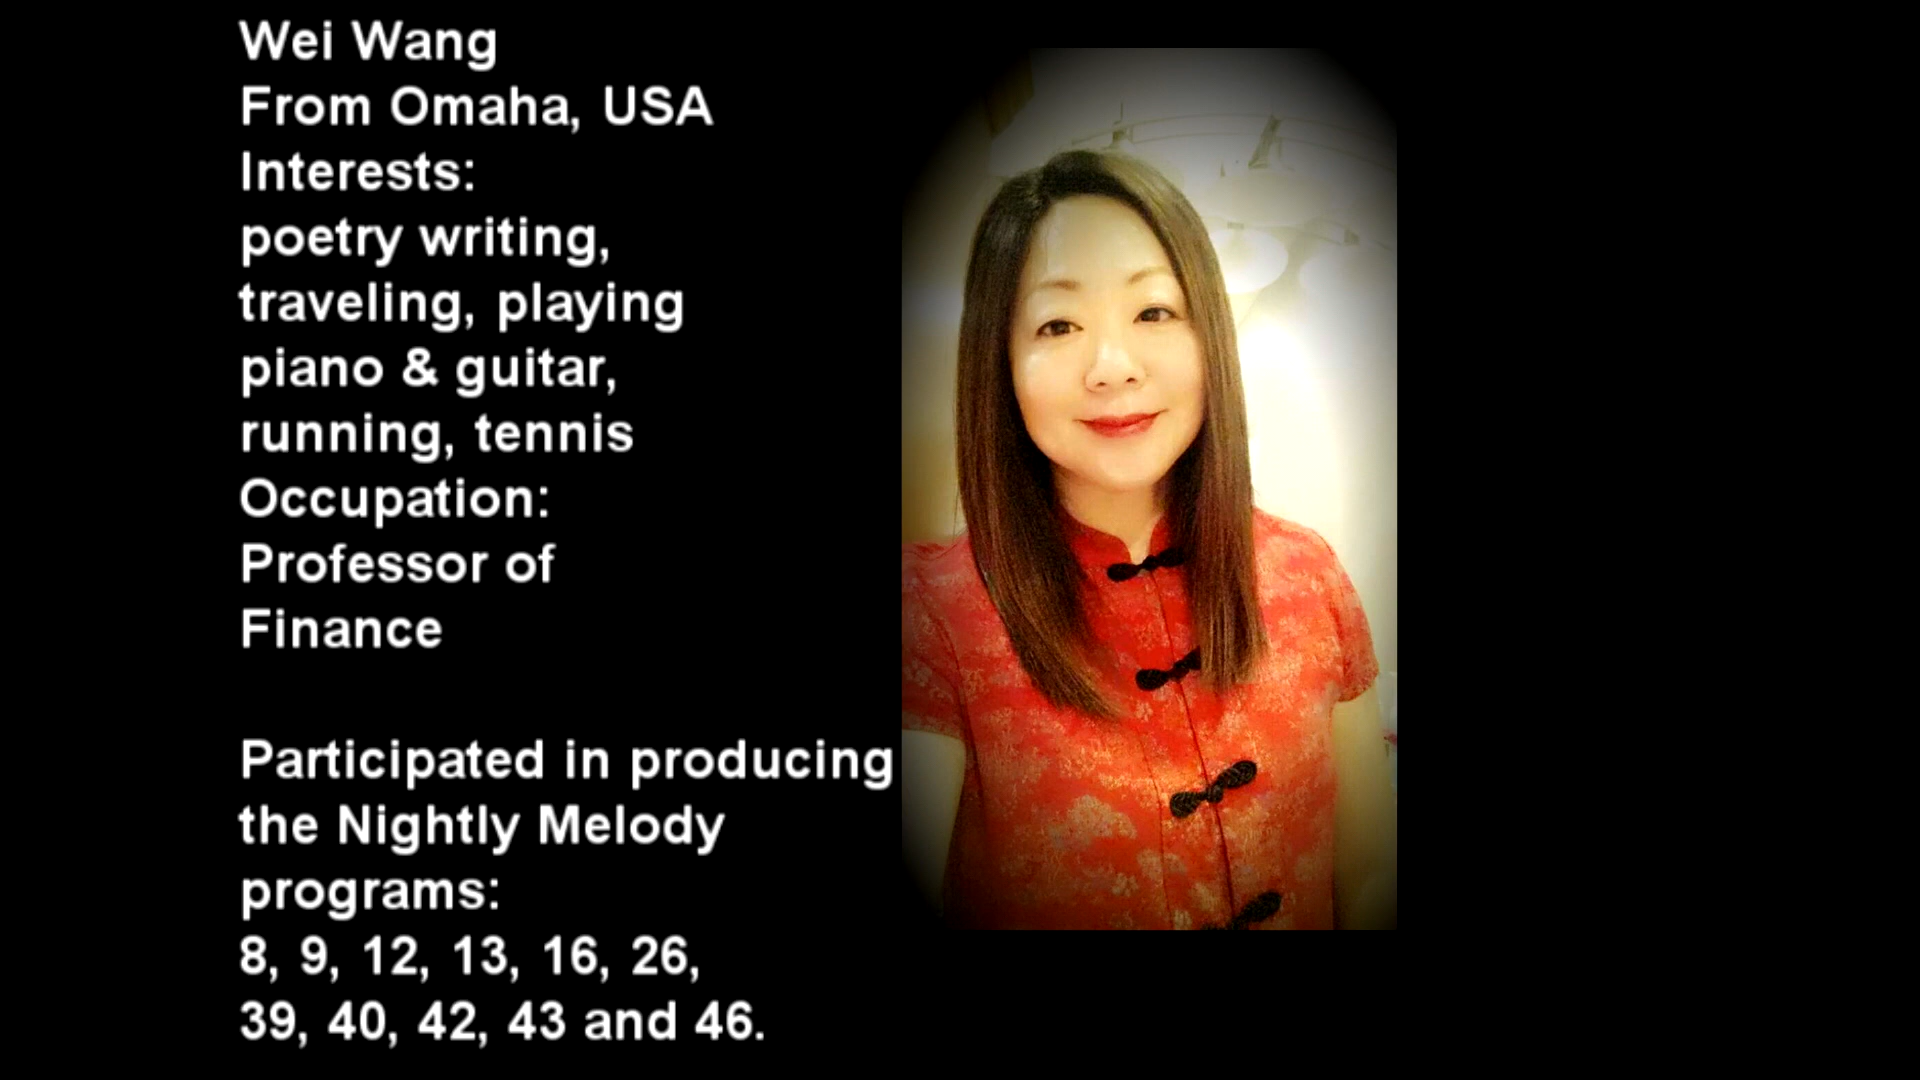 Wei Wang
From Omaha, USA
Interests:
poetry writing,
traveling, playing
piano & guitar,
running, tennis
Occupation:
Professor of
Finance
Participated in producing
the Nightly Melody
programs:
8, 9, 12, 13, 16, 26,
39, 40, 42, 43 and 46.